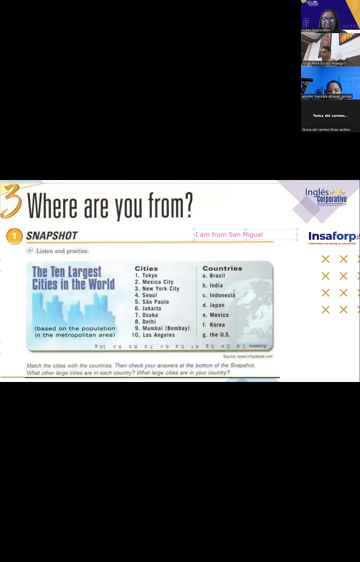 Yesica del carmen...
3 Where are you from?
Inglés
Corporativo
1 SNAPSHOT
I am from San Miguel
Insaforp
Listen and practice.
The Ten Largest
Cities in the World
(based on the population
in the metropolitan area)
Cities
1. Tokyo
2. Mexico City
3. New York City
4. Seoul
5. São Paulo
6. Jakarta
7. Osaka
8. Delhi
9. Mumbai (Bombay)
10. Los Angeles
Countries
a. Brazil
b. India
c. Indonesia
d. Japan
e. Mexico
f. Korea
g. the U.S.
Match the cities with the countries. Then check your answers at the bottom of the Snapshot.
What other large cities are in each country? What large cities are in your country?